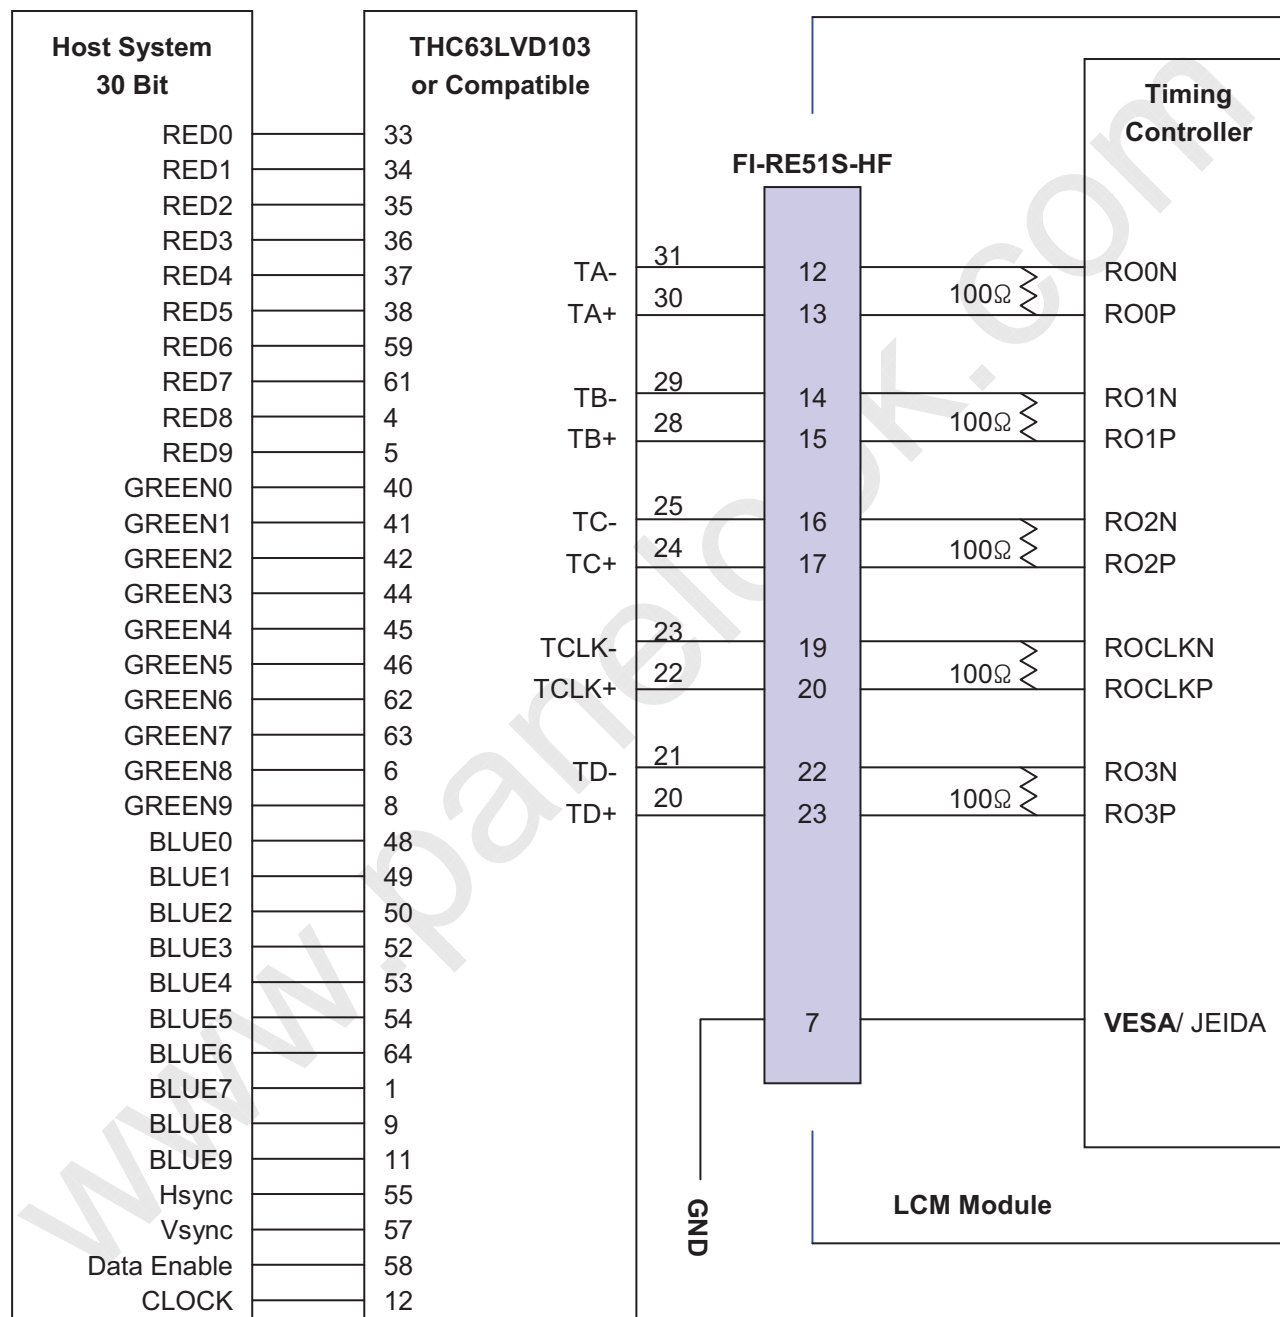 Host System
30 Bit
RED0
RED1
RED2
RED3
RED4
RED5
RED6
RED7
RED8
RED9
GREEN0
GREEN1
GREEN2
GREEN3
GREEN4
GREEN5
GREEN6
GREEN7
GREEN8
GREEN9
BLUE0
BLUE1
BLUE2
BLUE3
BLUE4
BLUE5
BLUE6
BLUE7
BLUE8
BLUE9
Hsync
Vsync
Data Enable
CLOCK
THC63LVD103
or Compatible
33
34
35
36
37
38
59
61
4
5
40
41
42
44
45
46
62
63
6
8
48
49
50
52
53
54
64
1
9
11
55
57
58
12
TA-
TA+
TB-
TB+
TC-
TC+
TCLK-
TCLK+
TD-
TD+
31
30
29
28
25
24
23
22
21
20
GND
FI-RE51S-HF
12
13
14
15
16
17
19
20
22
23
7
100Ω
100Ω
100Ω
100Ω
100Ω
LCM Module
Timing
Controller
RO0N
RO0P
RO1N
RO1P
RO2N
RO2P
ROCLKN
ROCLKP
RO3N
RO3P
VESA/ JEIDA
www.panelook.com